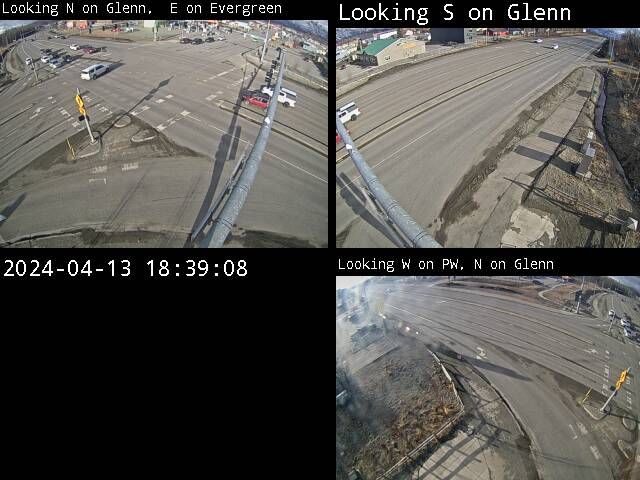 Looking N on Glenn,  E on Evergreen
Looking S on Glenn
2024-04-13 18:39:08
Looking W on PW, N on Glenn